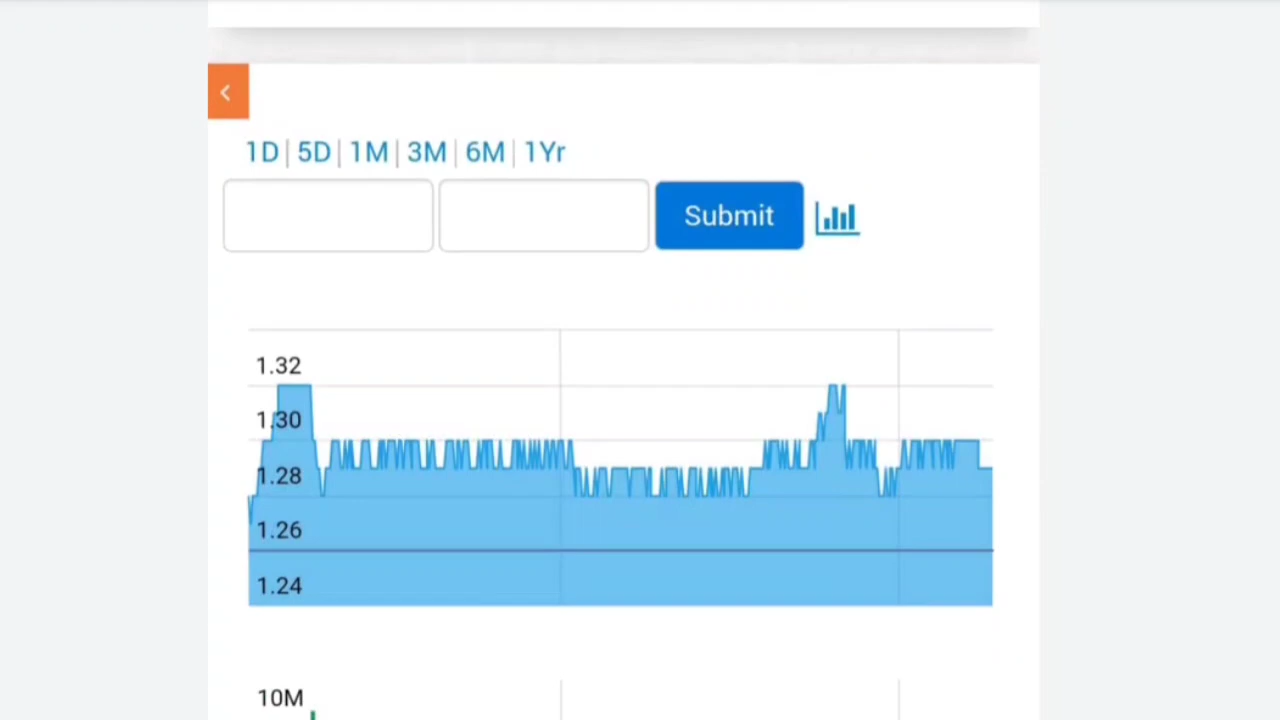 1D | 5D | 1M | 3M | 6M | 1Yr
Submit
1.32
1.30
1.28
1.26
1.24
10M